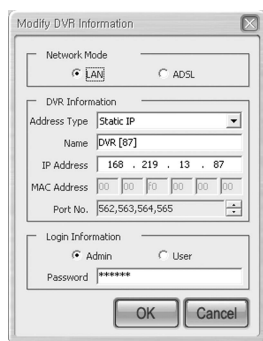 Modify DVR Information
Network Mode
LAN ADSL
DVR Information
Address Type Static IP
Name DVR [87]
IP Address 168 . 219 . 13 . 87
MAC Address 00 00 f0 00 00 00
Port No. 562,563,564,565
Login Information
Admin User
Password ******
OK Cancel